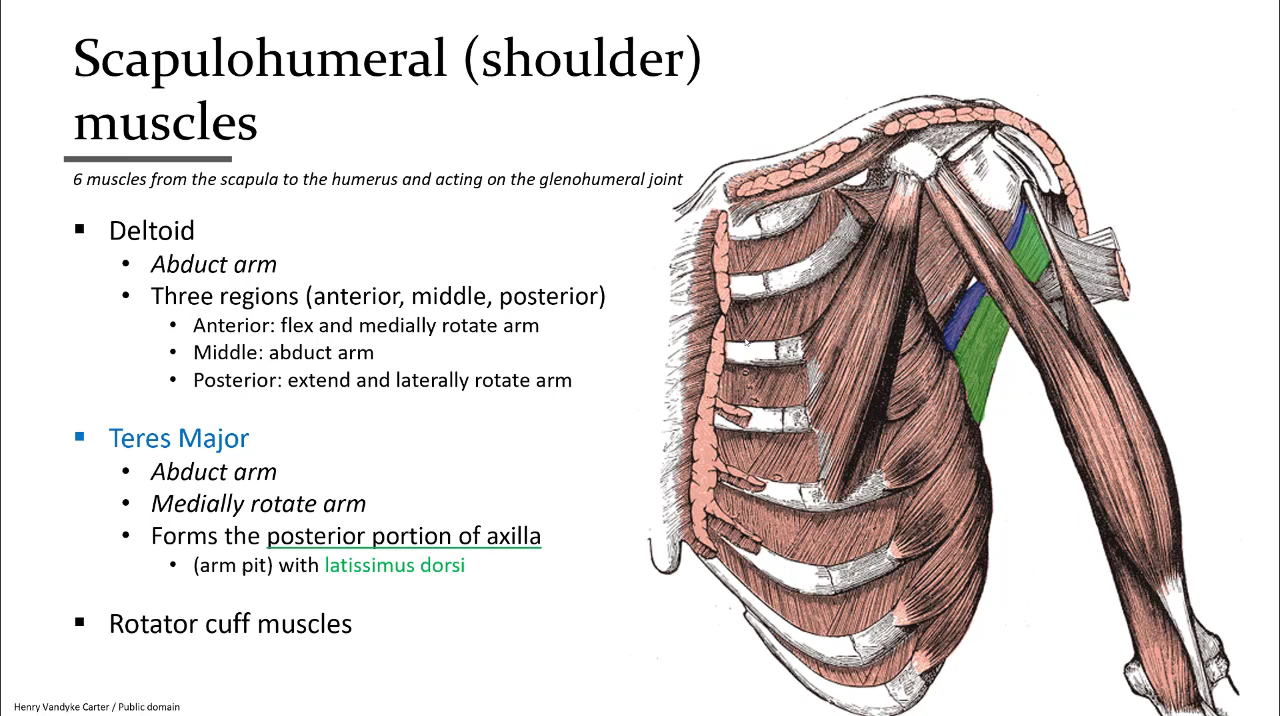 Scapulohumeral (shoulder)
muscles
6 muscles from the scapula to the humerus and acting on the glenohumeral joint
▪ Deltoid
• Abduct arm
• Three regions (anterior, middle, posterior)
• Anterior: flex and medially rotate arm
• Middle: abduct arm
• Posterior: extend and laterally rotate arm
▪ Teres Major
• Abduct arm
• Medially rotate arm
• Forms the posterior portion of axilla
• (arm pit) with latissimus dorsi
▪ Rotator cuff muscles
Henry Vandyke Carter / Public domain